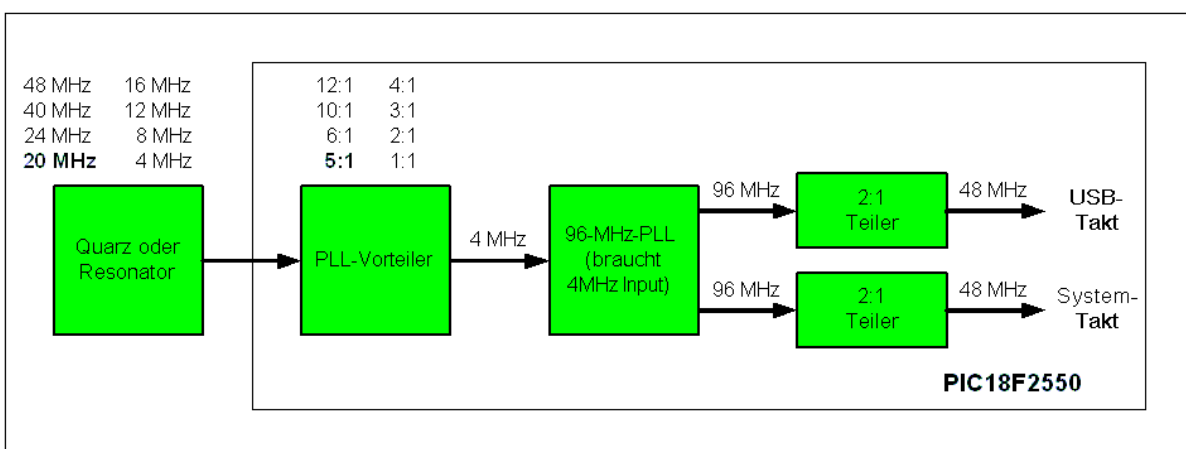 48 MHz 16 MHz
40 MHz 12 MHz
24 MHz 8 MHz
20 MHz 4 MHz
12:1 4:1
10:1 3:1
6:1 2:1
5:1 1:1
Quarz oder
Resonator
PLL-Vorteiler
4 MHz
96-MHz-PLL
(braucht
4MHz Input)
96 MHz
2:1
Teiler
48 MHz
USB-
Takt
96 MHz
2:1
Teiler
48 MHz
System-
Takt
PIC18F2550